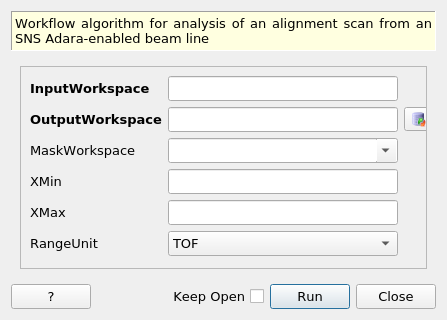 Workflow algorithm for analysis of an alignment scan from an
SNS Adara-enabled beam line
InputWorkspace
OutputWorkspace
MaskWorkspace
XMin
XMax
RangeUnit TOF
? Keep Open Run Close